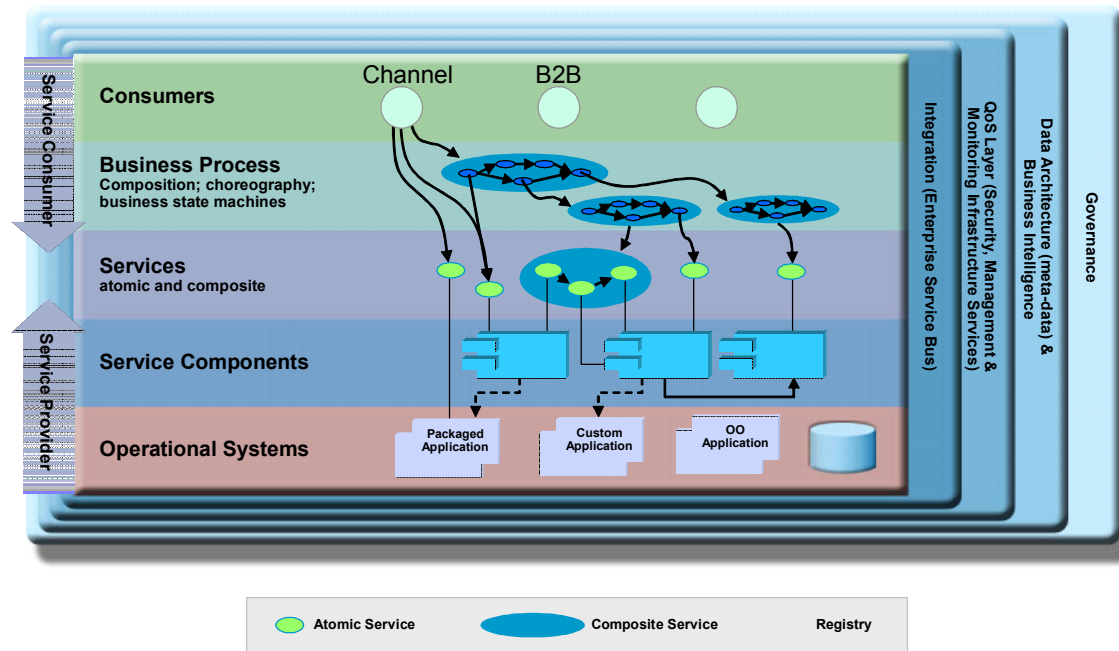 Channel
B2B
Consumers
Business Process
Composition; choreography;
business state machines
Services
atomic and composite
Service Components
Operational Systems
Packaged
Application
Custom
Application
OO
Application
Service Consumer
Service Provider
Integration (Enterprise Service Bus)
QoS Layer (Security, Management &
Monitoring Infrastructure Services)
Data Architecture (meta-data) &
Business Intelligence
Governance
Atomic Service
Composite Service
Registry